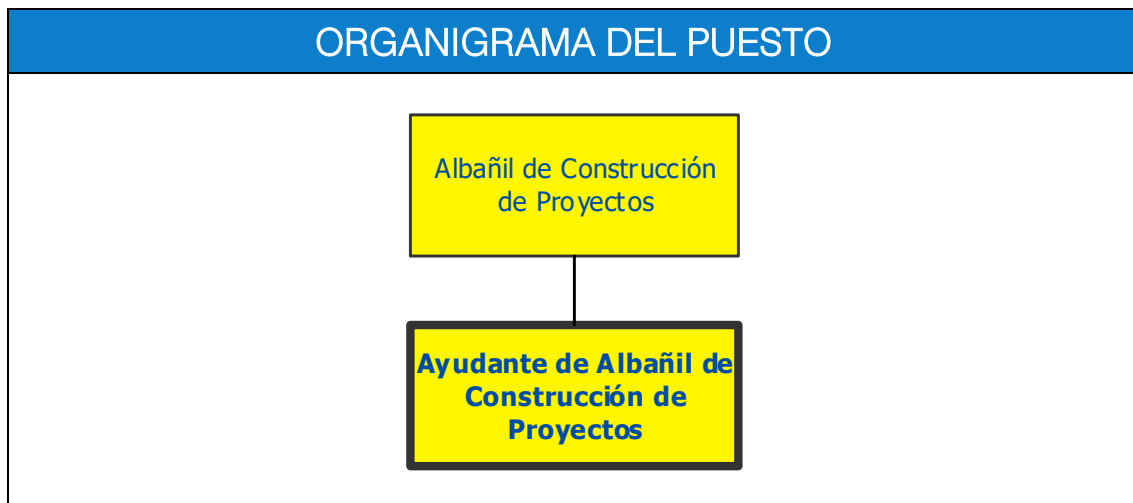 ORGANIGRAMA DEL PUESTO
Albañil de Construcción
de Proyectos
Ayudante de Albañil de
Construcción de
Proyectos